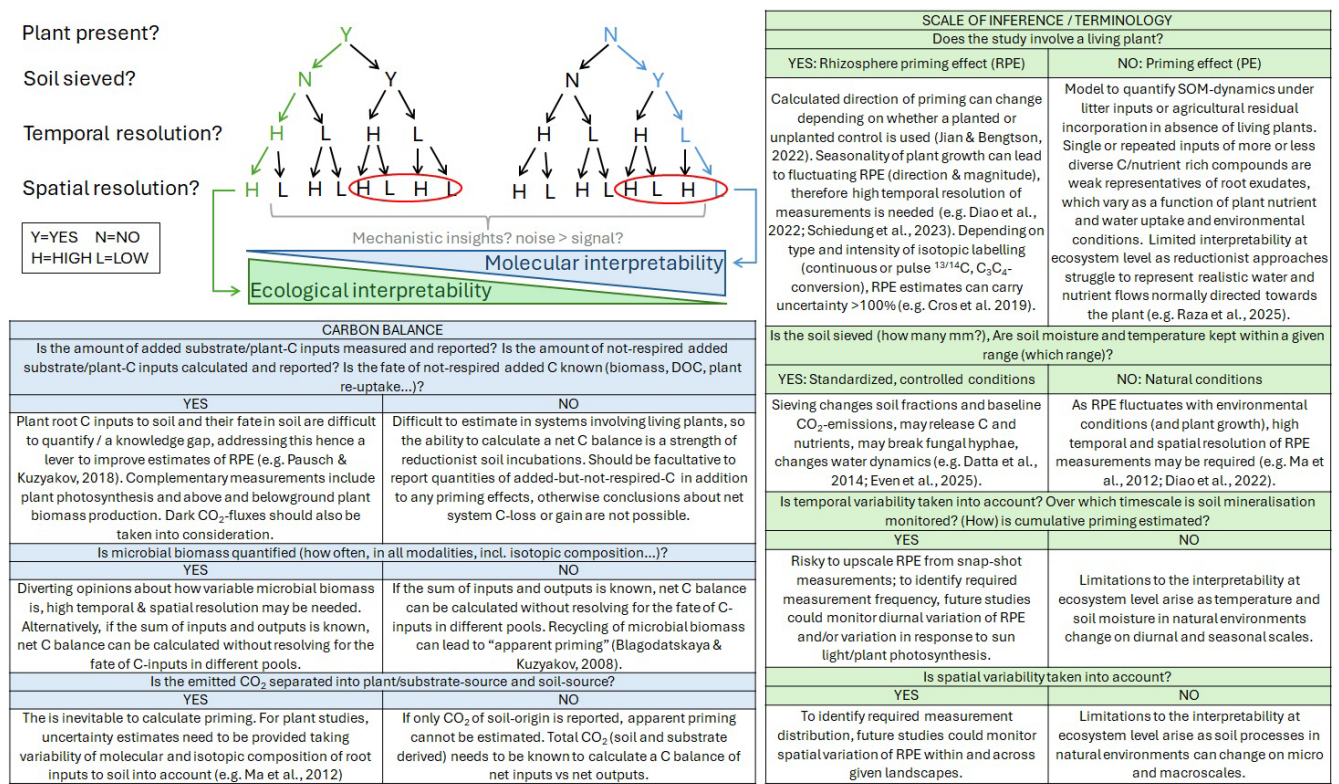 Plant present?
Y
N
Soil sieved?
N
Y
N
Y
Temporal resolution?
H
L
H
L
H
L
H
L
Spatial resolution?
H
L
H
L
H
L
H
L
H
L
H
L
H
L
H
L
Y=YES N=NO
H=HIGH L=LOW
Mechanistic insights? noise > signal?
Molecular interpretability
Ecological interpretability
CARBON BALANCE
Is the amount of added substrate/plant-C inputs measured and reported? Is the amount of not-respired added
substrate/plant-C inputs calculated and reported? Is the fate of not-respired added C known (biomass, DOC, plant
re-uptake...)?
YES
Plant root C inputs to soil and their fate in soil are difficult
to quantify / a knowledge gap, addressing this hence a
lever to improve estimates of RPE (e.g. Pausch &
Kuzyakov, 2018). Complementary measurements include
plant photosynthesis and above and belowground plant
biomass production. Dark CO₂-fluxes should also be
taken into consideration.
NO
Difficult to estimate in systems involving living plants, so
the ability to calculate a net C balance is a strength of
reductionist soil incubations. Should be facultative to
report quantities of added-but-not-respired-C in addition
to any priming effects, otherwise conclusions about net
system C-loss or gain are not possible.
Is microbial biomass quantified (how often, in all modalities, incl. isotopic composition...)?
YES
Diverting opinions about how variable microbial biomass
is, high temporal & spatial resolution may be needed.
Alternatively, if the sum of inputs and outputs is known,
net C balance can be calculated without resolving for the
fate of C-inputs in different pools.
NO
If the sum of inputs and outputs is known, net C balance
can be calculated without resolving for the fate of C-
inputs in different pools. Recycling of microbial biomass
can lead to “apparent priming” (Blagodatskaya &
Kuzyakov, 2008).
Is the emitted CO₂ separated into plant/substrate-source and soil-source?
YES
The is inevitable to calculate priming. For plant studies,
uncertainty estimates need to be provided taking
variability of molecular and isotopic composition of root
inputs to soil into account (e.g. Ma et al., 2012)
NO
If only CO₂ of soil-origin is reported, apparent priming
cannot be estimated. Total CO₂ (soil and substrate
derived) needs to be known to calculate a C balance of
net inputs vs net outputs.
SCALE OF INFERENCE / TERMINOLOGY
Does the study involve a living plant?
YES: Rhizosphere priming effect (RPE)
Calculated direction of priming can change
depending on whether a planted or
unplanted control is used (Jian & Bengtson,
2022). Seasonality of plant growth can lead
to fluctuating RPE (direction & magnitude),
therefore high temporal resolution of
measurements is needed (e.g. Diao et al.,
2022; Schiedung et al., 2023). Depending on
type and intensity of isotopic labelling
(continuous or pulse ¹³/¹⁴C, C₃C₄-
conversion), RPE estimates can carry
uncertainty >100% (e.g. Cros et al. 2019).
NO: Priming effect (PE)
Model to quantify SOM-dynamics under
litter inputs or agricultural residual
incorporation in absence of living plants.
Single or repeated inputs of more or less
diverse C/nutrient rich compounds are
weak representatives of root exudates,
which vary as a function of plant nutrient
and water uptake and environmental
conditions. Limited interpretability at
ecosystem level as reductionist approaches
struggle to represent realistic water and
nutrient flows normally directed towards
the plant (e.g. Raza et al., 2025).
Is the soil sieved (how many mm?), Are soil moisture and temperature kept within a given
range (which range)?
YES: Standardized, controlled conditions
Sieving changes soil fractions and baseline
CO₂-emissions, may release C and
nutrients, may break fungal hyphae,
changes water dynamics (e.g. Datta et al.,
2014; Even et al., 2025).
NO: Natural conditions
As RPE fluctuates with environmental
conditions (and plant growth), high
temporal and spatial resolution of RPE
measurements may be required (e.g. Ma et
al., 2012; Diao et al., 2022).
Is temporal variability taken into account? Over which timescale is soil mineralisation
monitored? (How) is cumulative priming estimated?
YES
Risky to upscale RPE from snap-shot
measurements; to identify required
measurement frequency, future studies
could monitor diurnal variation of RPE
and/or variation in response to sun
light/plant photosynthesis.
NO
Limitations to the interpretability at
ecosystem level arise as temperature and
soil moisture in natural environments
change on diurnal and seasonal scales.
Is spatial variability taken into account?
YES
To identify required measurement
distribution, future studies could monitor
spatial variation of RPE within and across
given landscapes.
NO
Limitations to the interpretability at
ecosystem level arise as soil processes in
natural environments can change on micro
and macroscales.